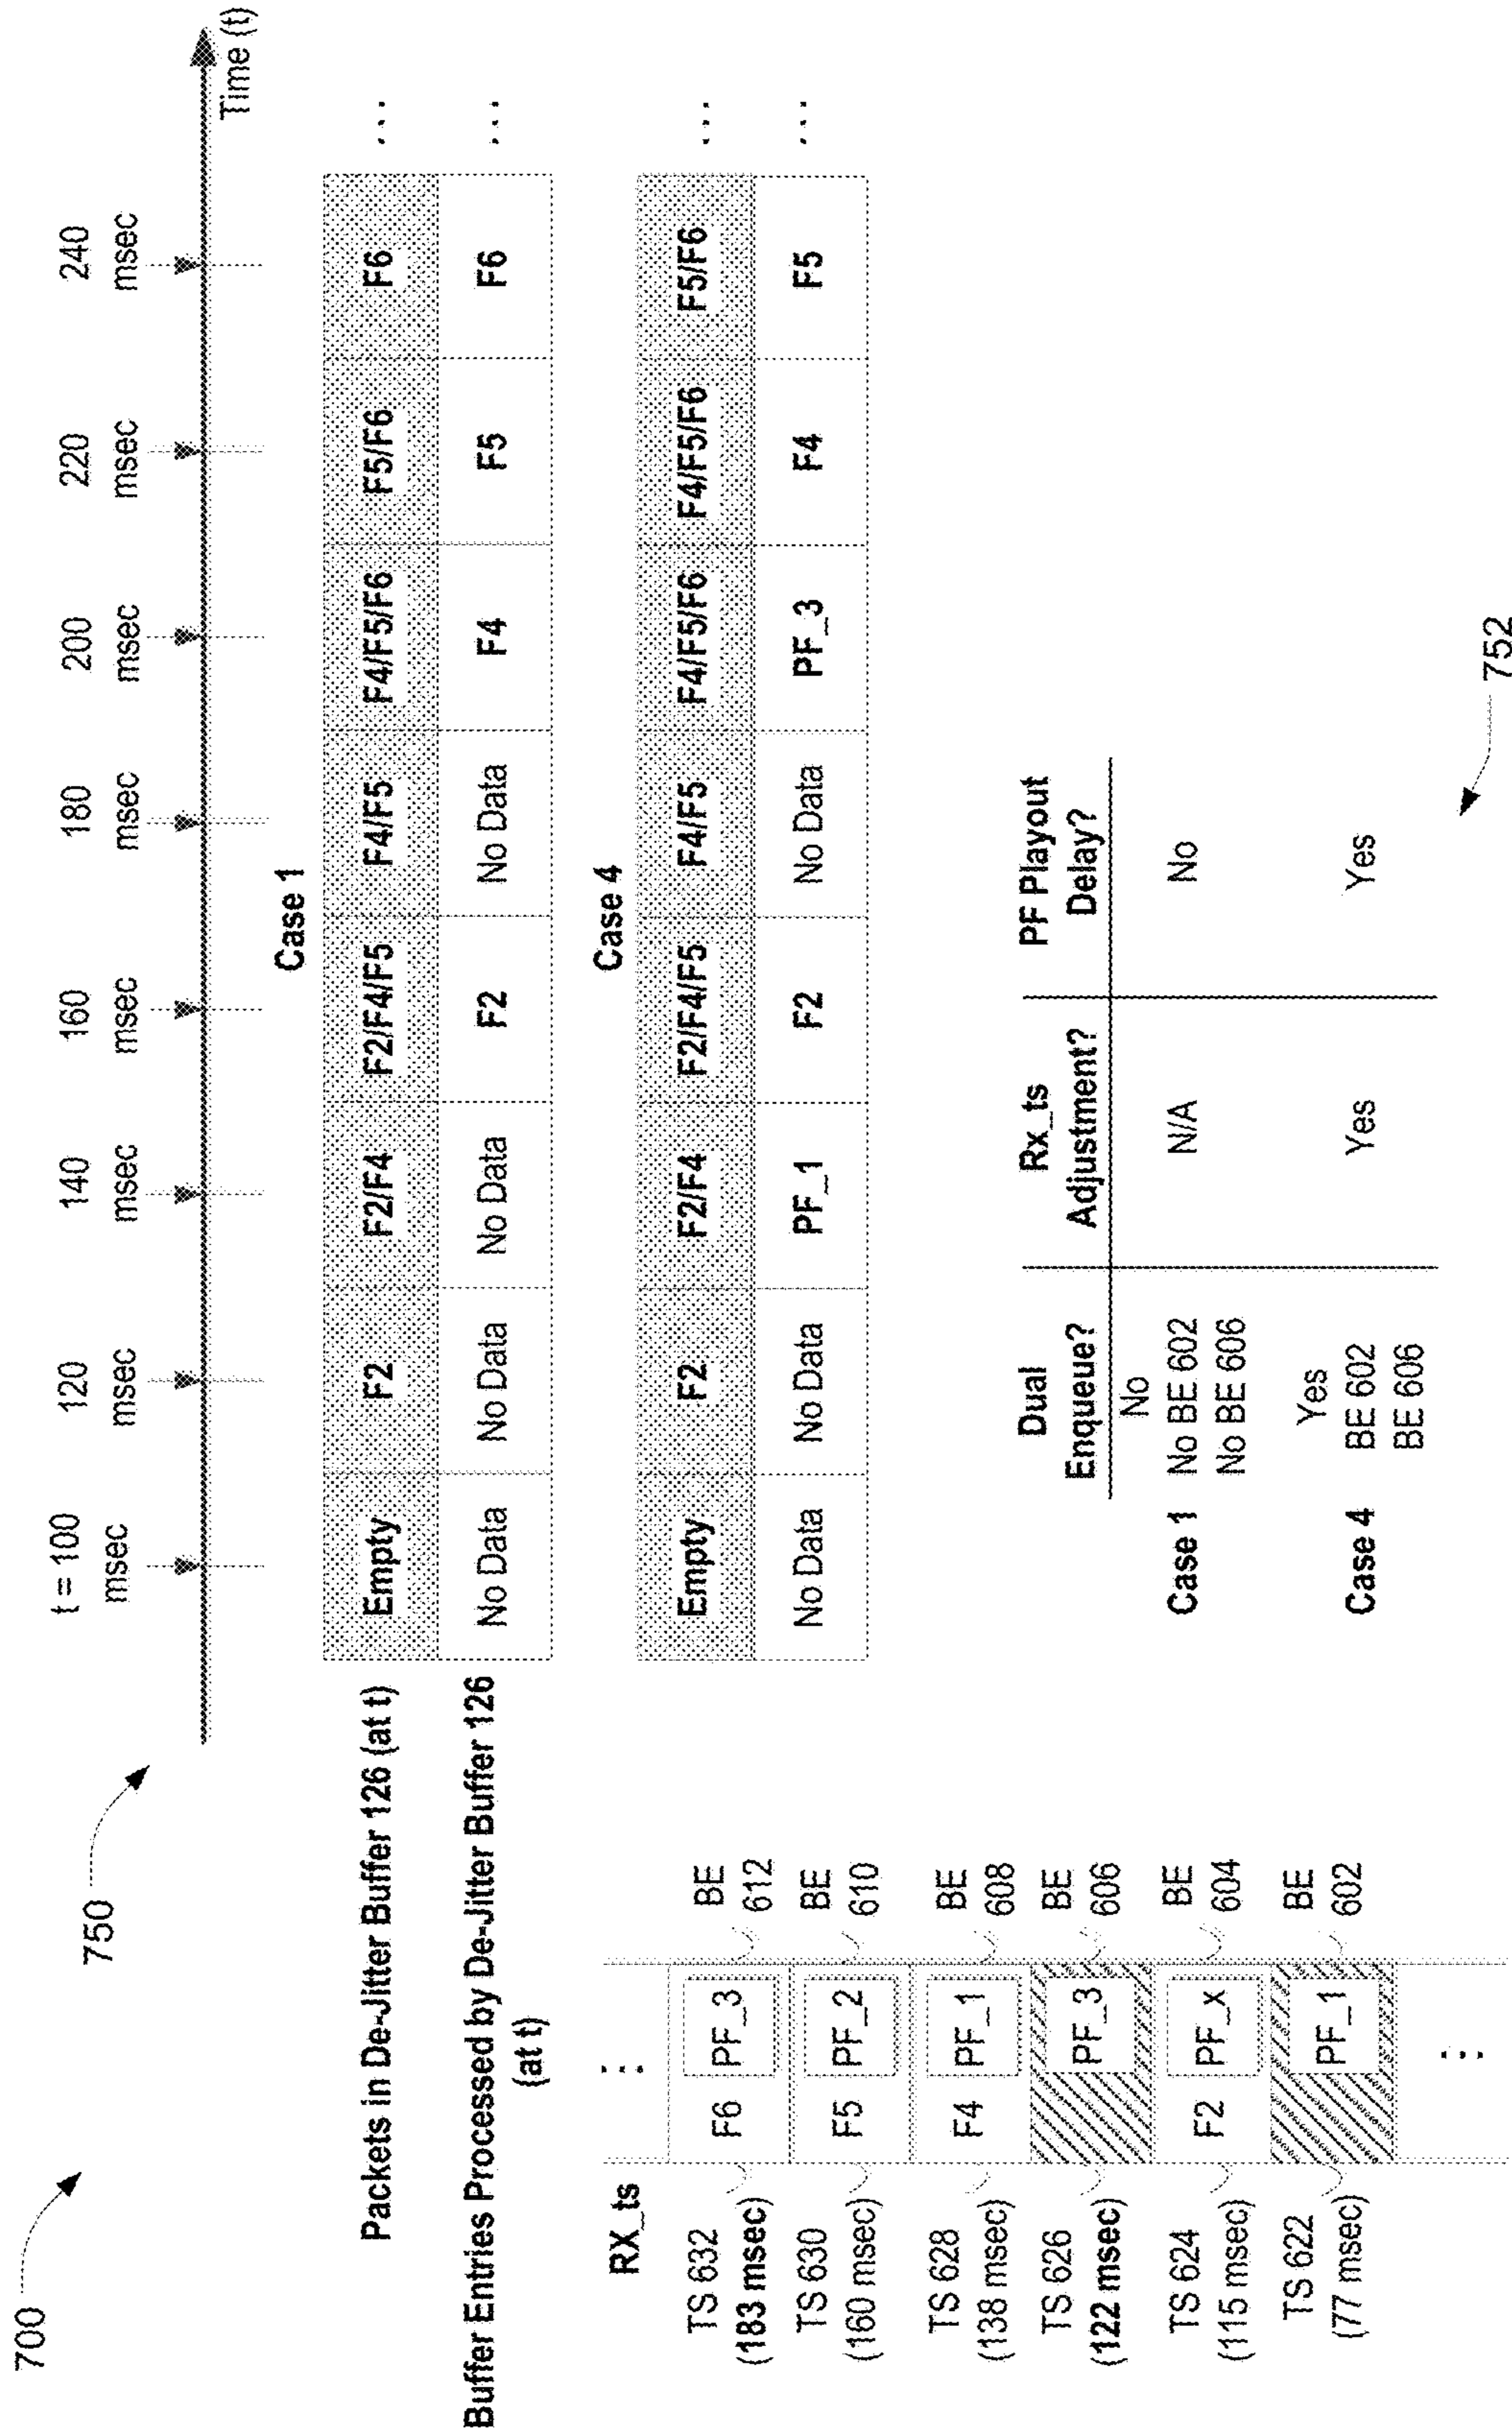 700
750
t = 100 msec
120 msec
140 msec
160 msec
180 msec
200 msec
220 msec
240 msec
Time (t)
Case 1
Packets in De-Jitter Buffer 126 (at t)
Empty F2 F2/F4 F2/F4/F5 F4/F5 F4/F5/F6 F5/F6 F6 ...
Buffer Entries Processed by De-Jitter Buffer 126 (at t)
No Data No Data No Data F2 No Data F4 F5 F6 ...
Case 4
Empty F2 F2/F4 F2/F4/F5 F4/F5 F4/F5/F6 F4/F5/F6 F5/F6 ...
No Data No Data PF_1 F2 No Data PF_3 F4 F5 ...
RX_ts
TS 632 F6 PF_3 BE
(183 msec) 612
TS 630 F5 PF_2 BE
(160 msec) 610
TS 628 F4 PF_1 BE
(138 msec) 608
TS 626 PF_3 BE
(122 msec) 606
TS 624 F2 PF_x BE
(115 msec) 604
TS 622 PF_1 BE
(77 msec) 602
Dual Rx_ts PF Playout
Enqueue? Adjustment? Delay?
No
Case 1 No BE 602 N/A No
No BE 606
Yes
Case 4 BE 602 Yes Yes
BE 606
752